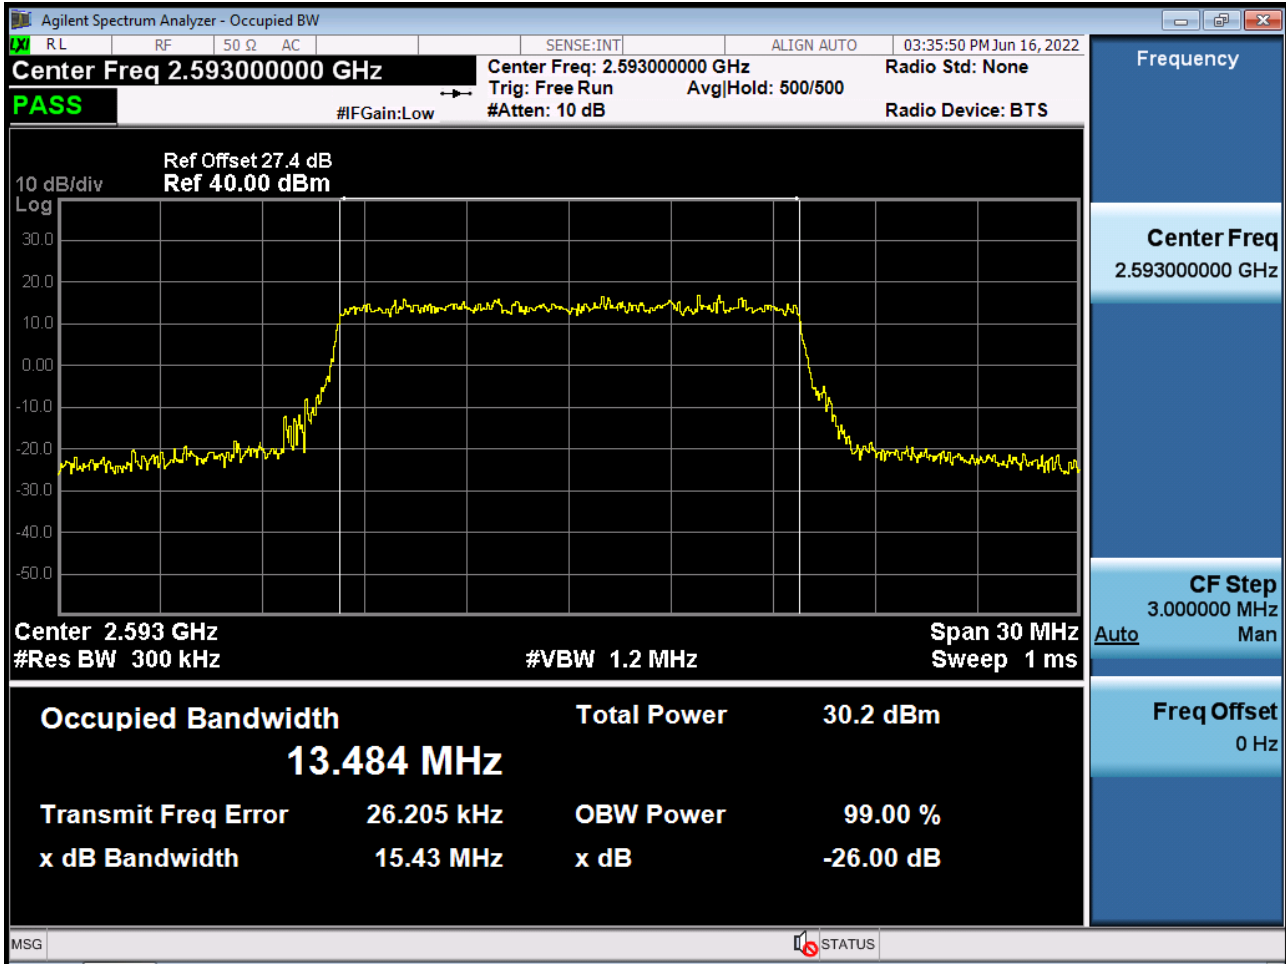 Agilent Spectrum Analyzer - Occupied BW
LXI RL RF 50 Ω AC SENSE:INT ALIGN AUTO 03:35:50 PM Jun 16, 2022
Center Freq 2.593000000 GHz
Center Freq: 2.593000000 GHz
Radio Std: None
Trig: Free Run
Avg|Hold: 500/500
PASS
#IFGain:Low
#Atten: 10 dB
Radio Device: BTS
Ref Offset 27.4 dB
10 dB/div
Ref 40.00 dBm
Log
30.0
20.0
10.0
0.00
-10.0
-20.0
-30.0
-40.0
-50.0
Center 2.593 GHz
Span 30 MHz
#Res BW 300 kHz
#VBW 1.2 MHz
Sweep 1 ms
Occupied Bandwidth
Total Power 30.2 dBm
13.484 MHz
Transmit Freq Error 26.205 kHz
OBW Power 99.00 %
x dB Bandwidth 15.43 MHz
x dB -26.00 dB
MSG
STATUS
Frequency
Center Freq
2.593000000 GHz
CF Step
3.000000 MHz
Auto Man
Freq Offset
0 Hz